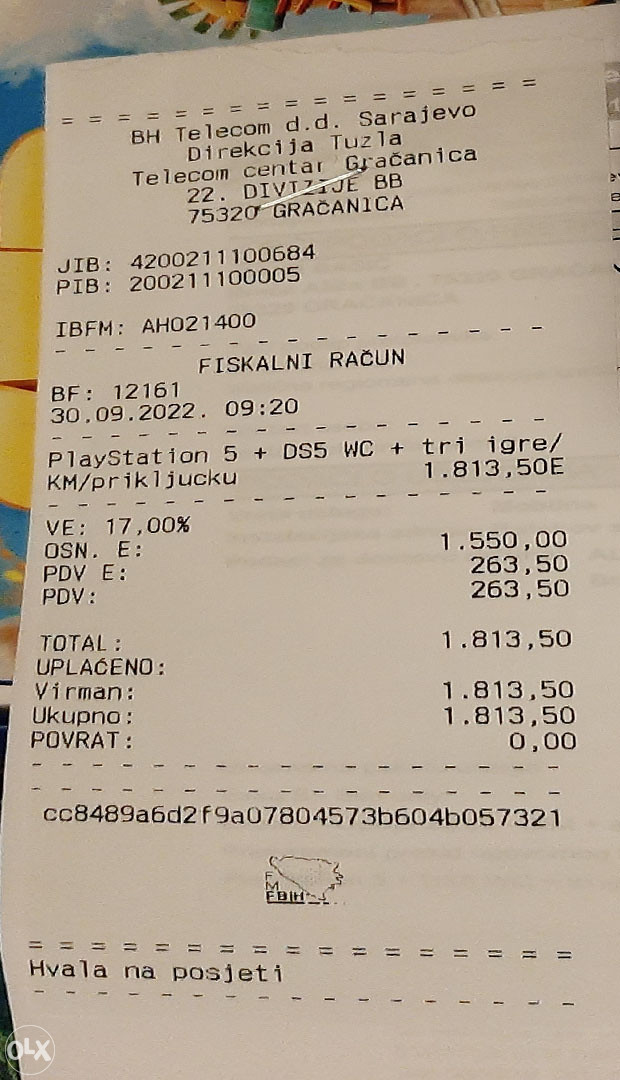 = = = = = = = = = = = = = = = = =
BH Telecom d.d. Sarajevo
Direkcija Tuzla
Telecom centar Gračanica
22. DIVIZIJE BB
75320 GRAČANICA
JIB: 4200211100684
PIB: 200211100005
IBFM: AH021400
- - - - - - - - - - - - - - - - -
FISKALNI RAČUN
BF: 12161
30.09.2022. 09:20
- - - - - - - - - - - - - - - - -
PlayStation 5 + DS5 WC + tri igre/
KM/prikljucku 1.813,50E
- - - - - - - - - - - - - - - - -
VE: 17,00%
OSN. E: 1.550,00
PDV E: 263,50
PDV: 263,50
TOTAL: 1.813,50
UPLAĆENO:
Virman: 1.813,50
Ukupno: 1.813,50
POVRAT: 0,00
- - - - - - - - - - - - - - - - -
- - - - - - - - - - - - - - - - -
cc8489a6d2f9a07804573b604b057321
FM
FBIH
= = = = = = = = = = = = = = = = =
Hvala na posjeti
- - - - - - - - - - - - - - - - -
OLX